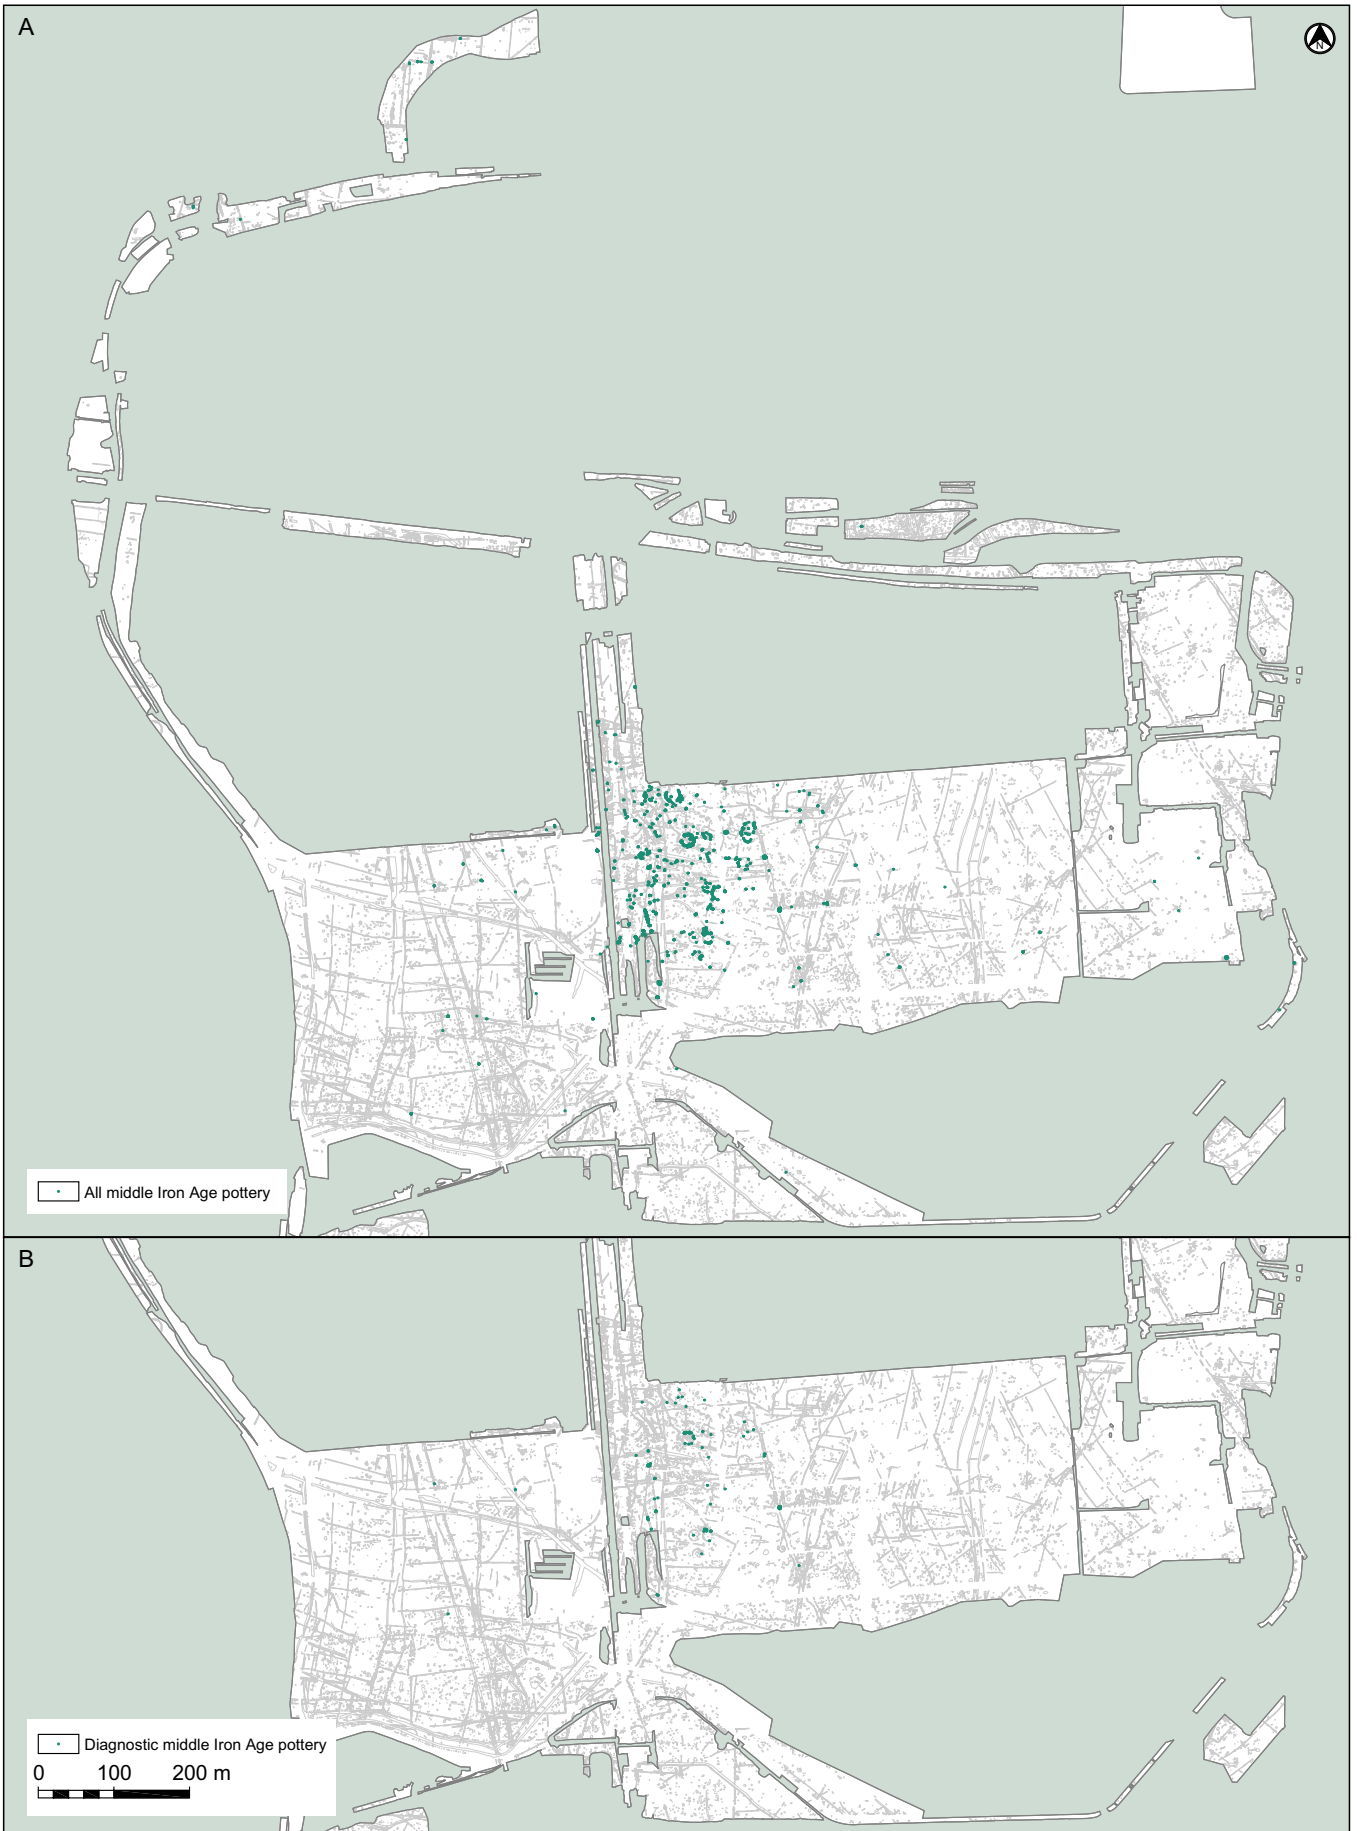 A
N
All middle Iron Age pottery
B
Diagnostic middle Iron Age pottery
0 100 200 m